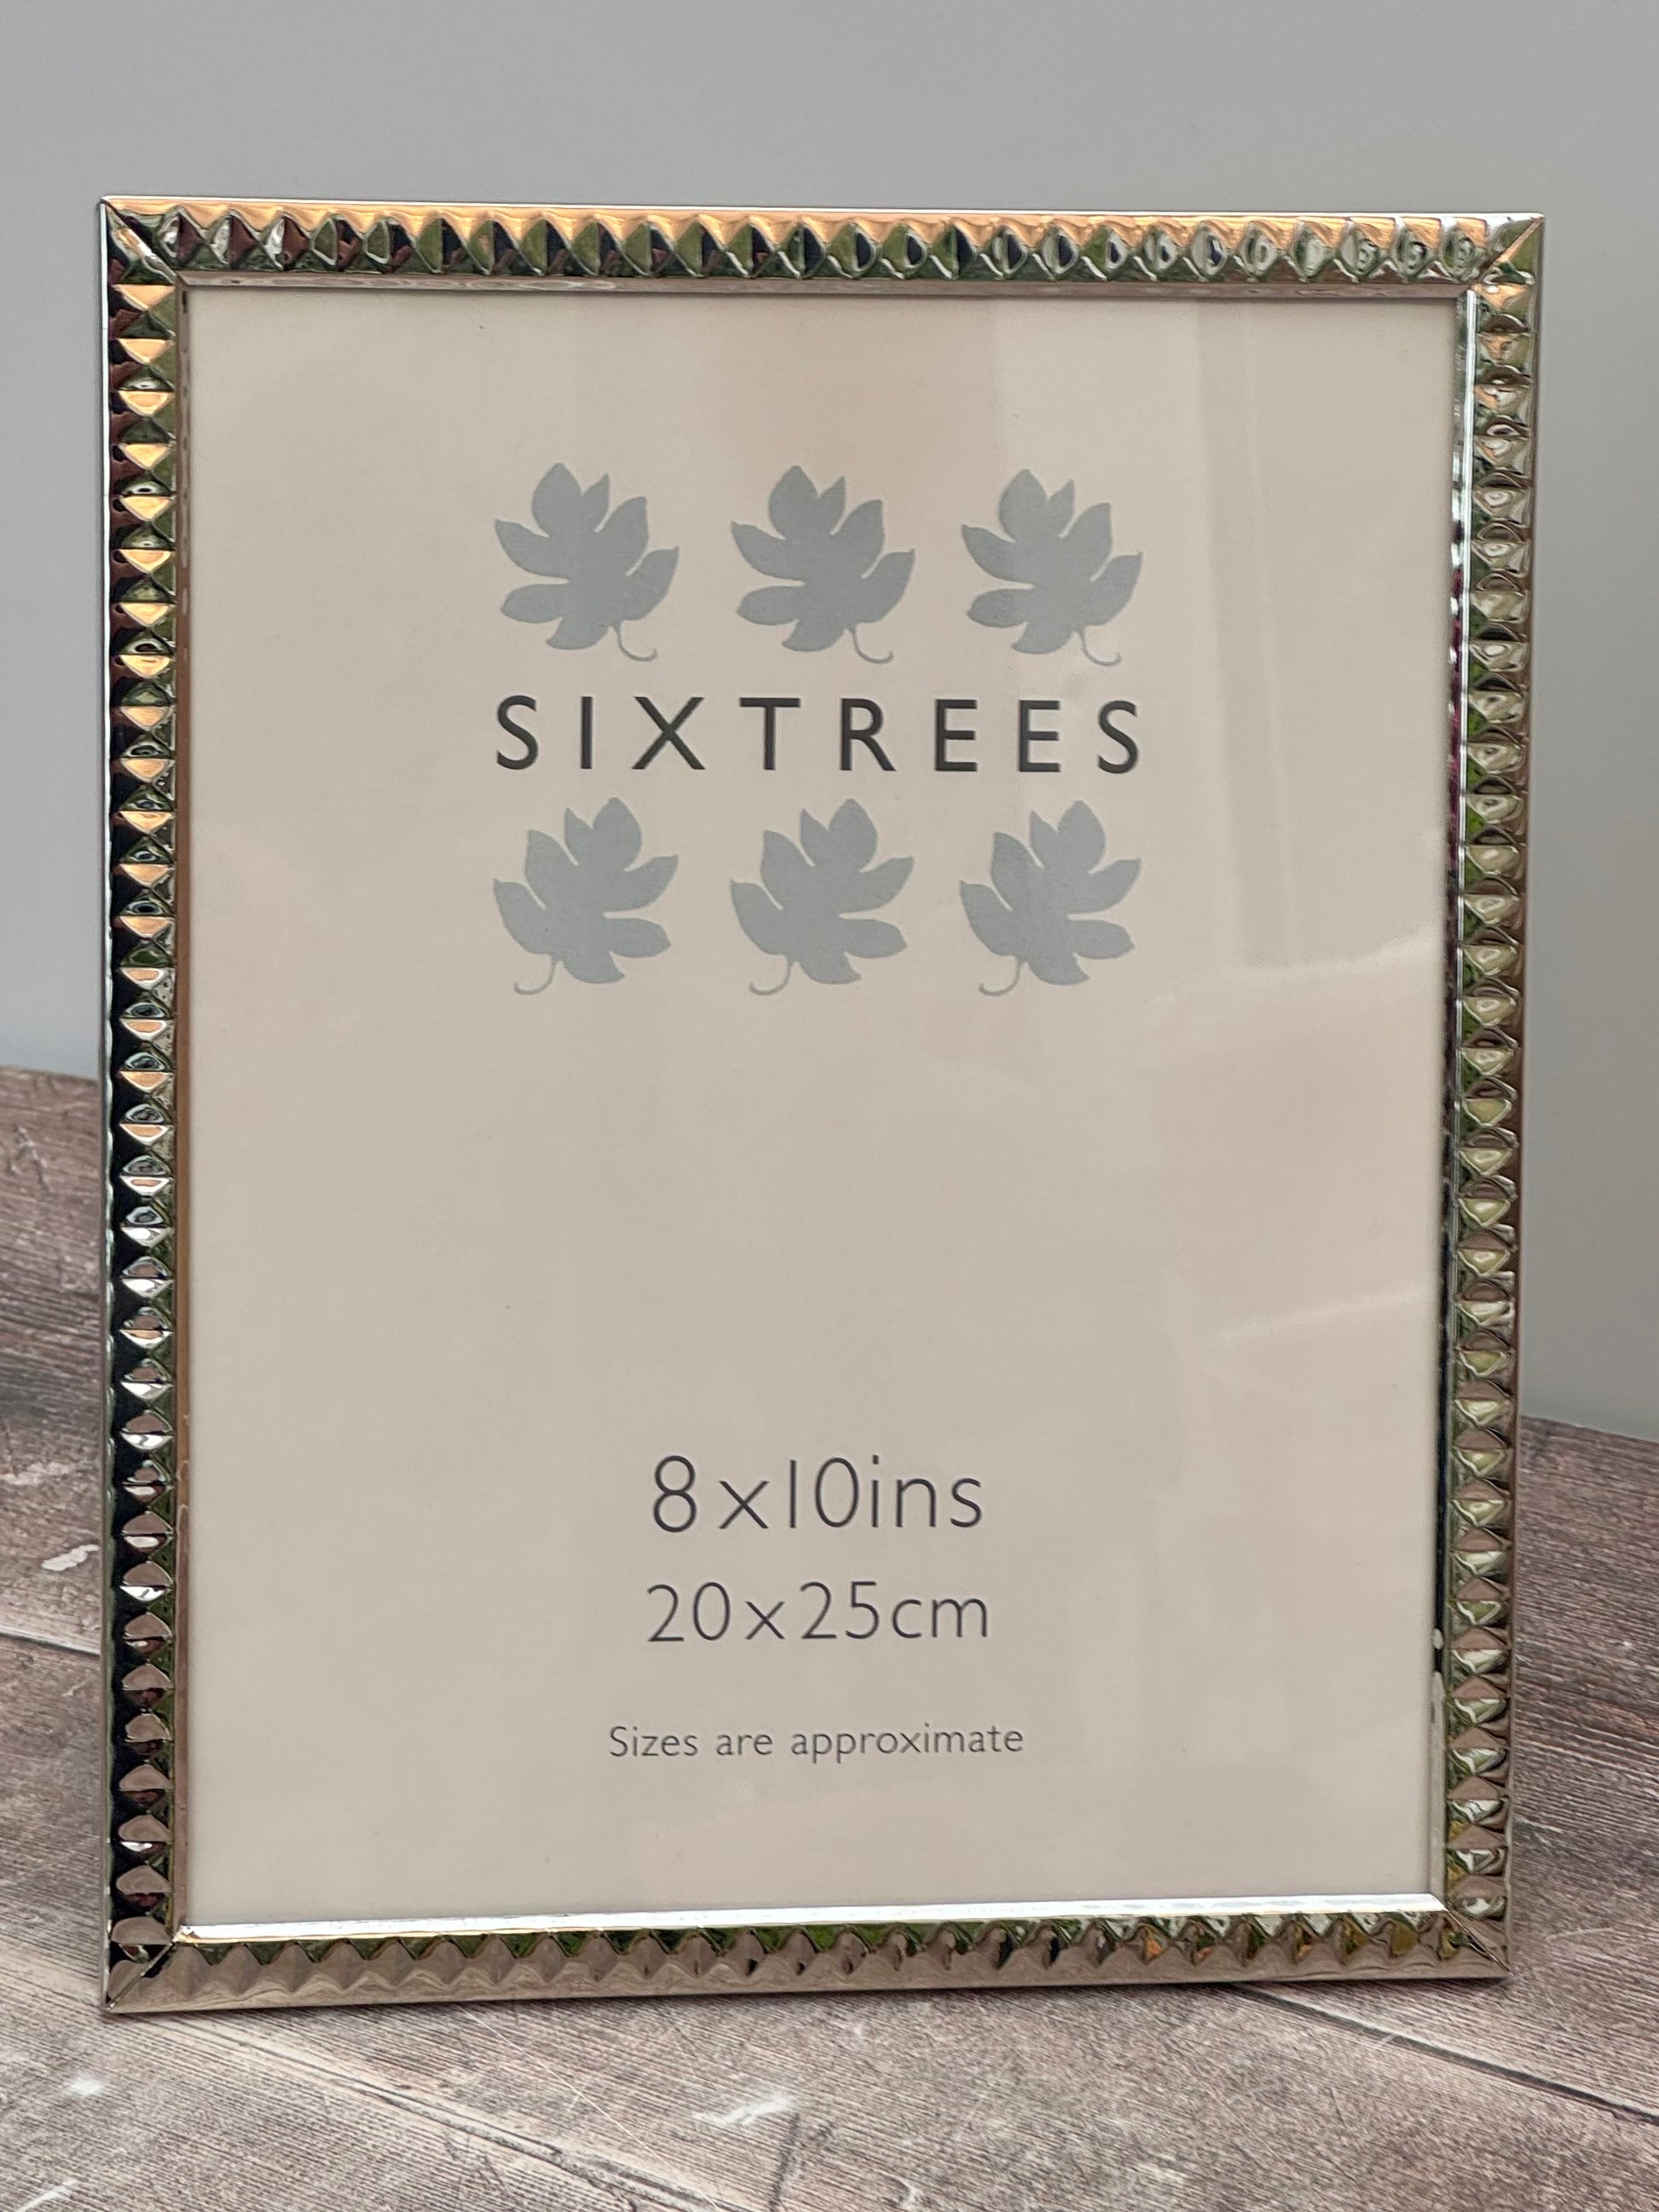 SIXTREES
8x10ins
20x25cm
Sizes are approximate